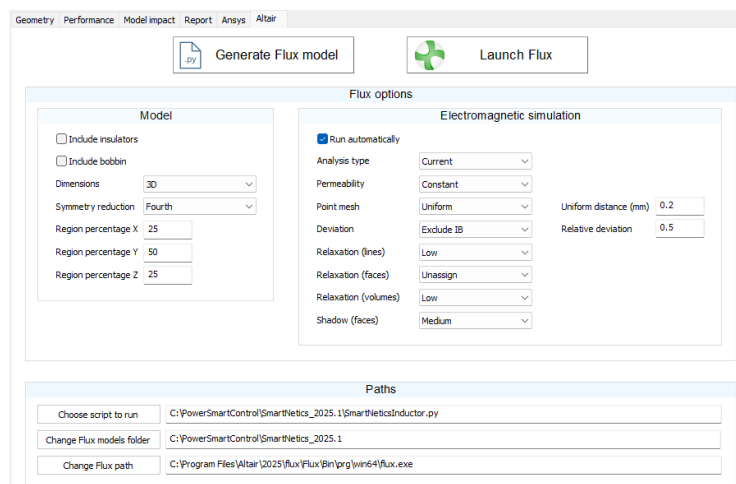 Geometry Performance Model impact Report Ansys Altair
.py Generate Flux model Launch Flux
Flux options
Model Electromagnetic simulation
Include insulators Run automatically
Include bobbin Analysis type Current
Dimensions 3D Permeability Constant
Symmetry reduction Fourth Point mesh Uniform Uniform distance (mm) 0.2
Region percentage X 25 Deviation Exclude IB Relative deviation 0.5
Region percentage Y 50 Relaxation (lines) Low
Region percentage Z 25 Relaxation (faces) Unassign
Relaxation (volumes) Low
Shadow (faces) Medium
Paths
Choose script to run C:\PowerSmartControl\SmartNetics_2025.1\SmartNeticsInductor.py
Change Flux models folder C:\PowerSmartControl\SmartNetics_2025.1
Change Flux path C:\Program Files\Altair\2025\flux\Flux\Bin\prg\win64\flux.exe